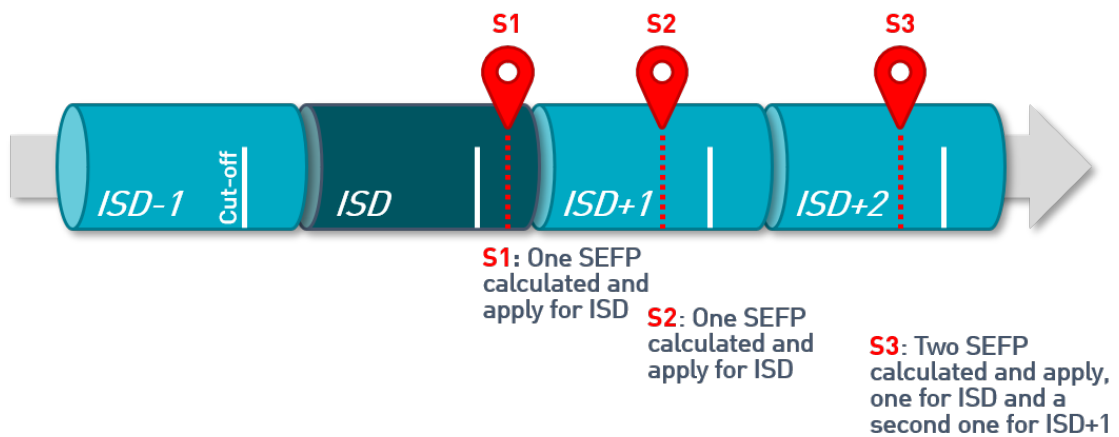 S1
S2
S3
ISD-1
Cut-off
ISD
ISD+1
ISD+2
S1: One SEFP
calculated and
apply for ISD
S2: One SEFP
calculated and
apply for ISD
S3: Two SEFP
calculated and apply,
one for ISD and a
second one for ISD+1